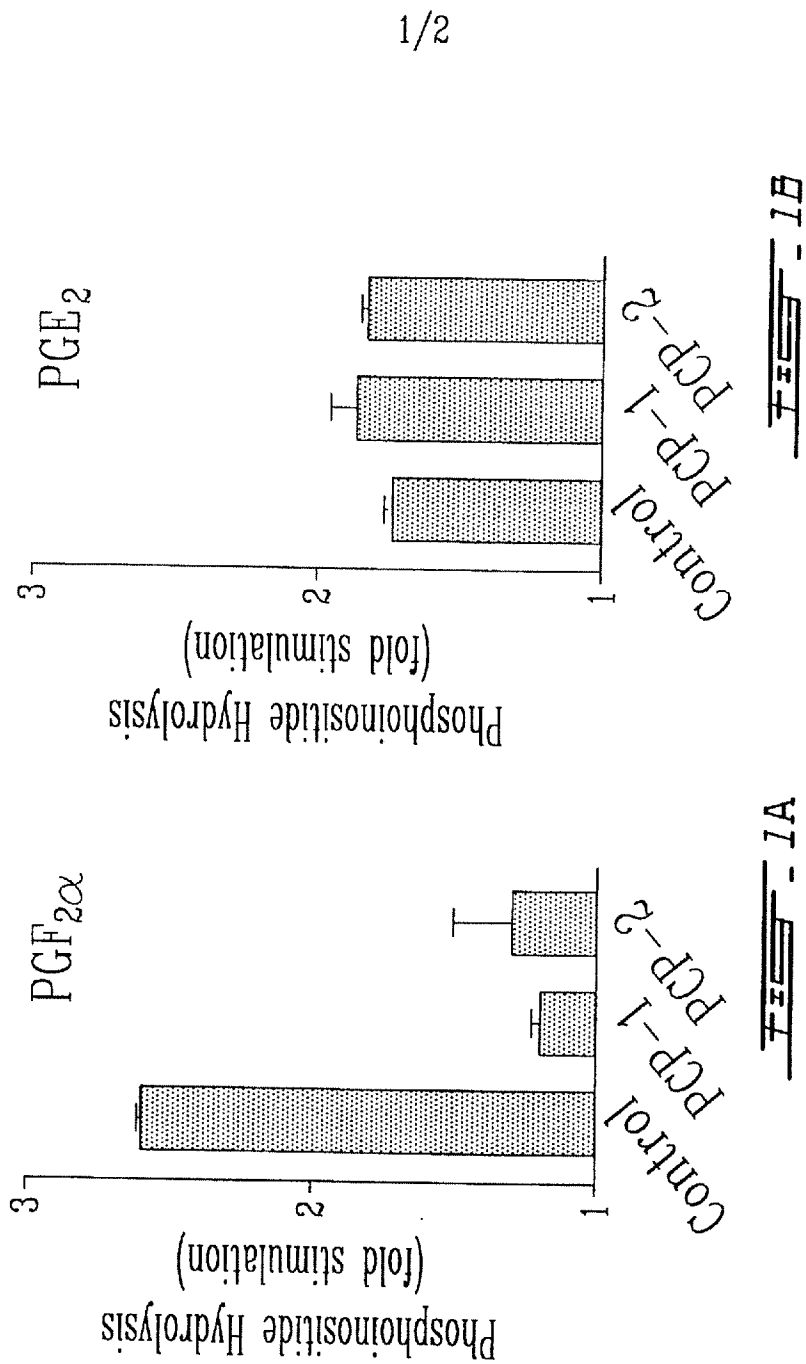 1/2
PGF2α
Phosphoinositide Hydrolysis
(fold stimulation)
3
2
1
Control
PCP-1
PCP-2
FIG - 1A
PGE2
Phosphoinositide Hydrolysis
(fold stimulation)
3
2
1
Control
PCP-1
PCP-2
FIG - 1B